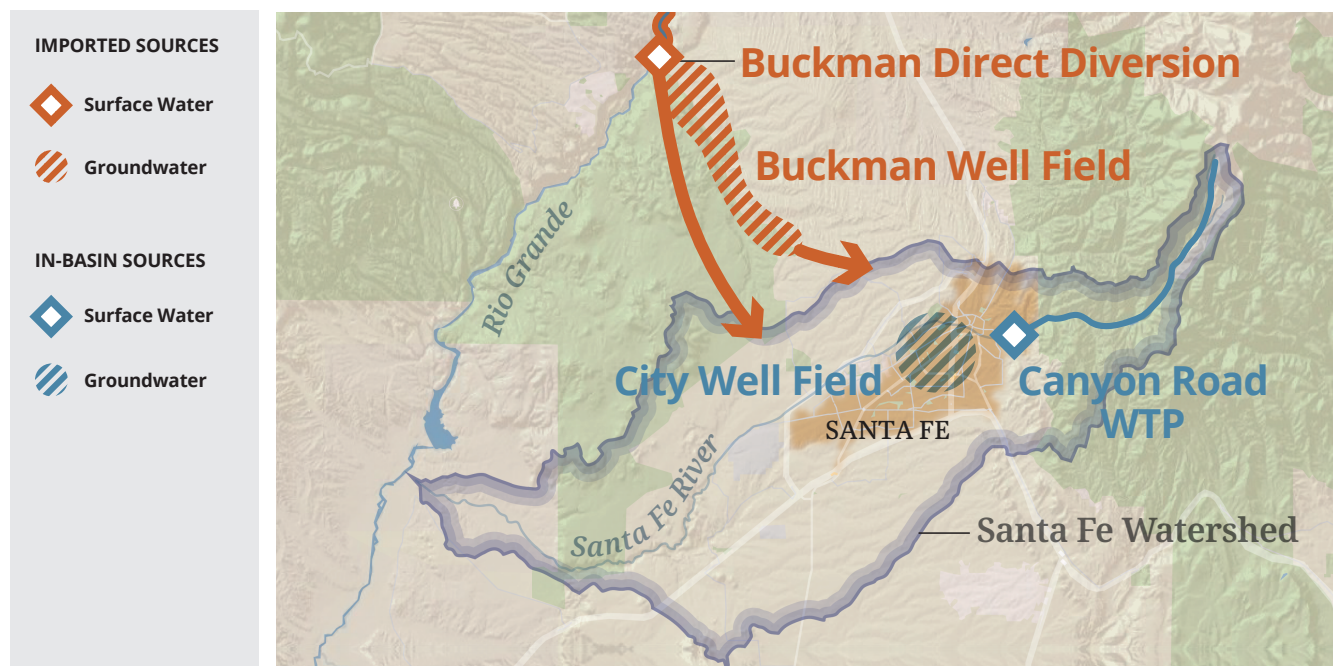 IMPORTED SOURCES
Surface Water
Groundwater
IN-BASIN SOURCES
Surface Water
Groundwater
Buckman Direct Diversion
Buckman Well Field
Rio Grande
City Well Field
Canyon Road
WTP
SANTA FE
Santa Fe River
Santa Fe Watershed